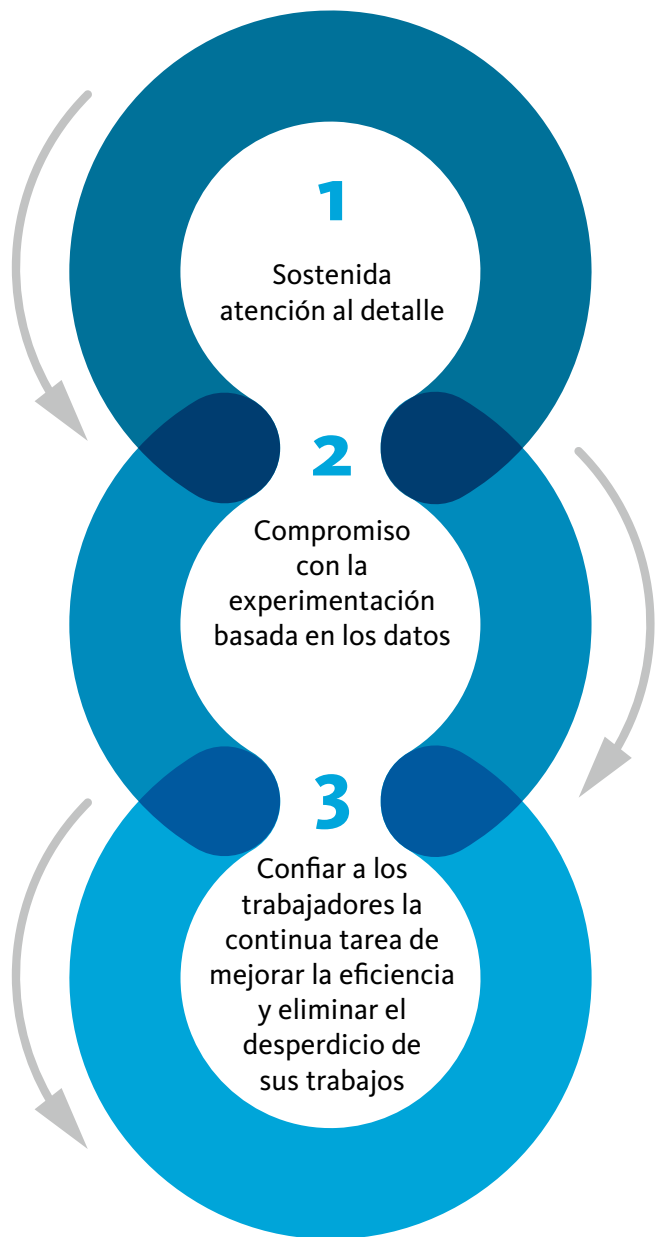 1
Sostenida
atención al detalle
2
Compromiso
con la
experimentación
basada en los datos
3
Confiar a los
trabajadores la
continua tarea de
mejorar la eficiencia
y eliminar el
desperdicio de
sus trabajos